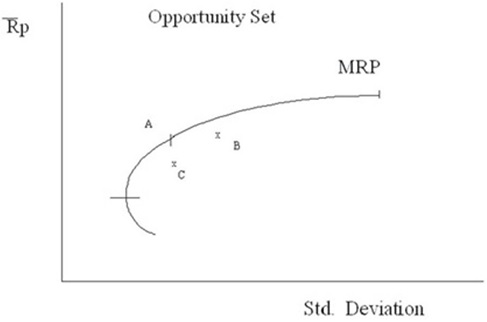 Opportunity Set
R̅p
MRP
A
B
C
Std. Deviation